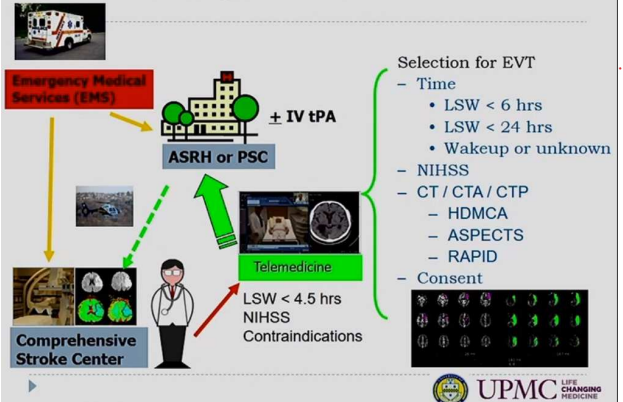 Emergency Medical
Services (EMS)
H
+ IV tPA
ASRH or PSC
Telemedicine
LSW < 4.5 hrs
NIHSS
Contraindications
Comprehensive
Stroke Center
Selection for EVT
– Time
• LSW < 6 hrs
• LSW < 24 hrs
• Wakeup or unknown
– NIHSS
– CT / CTA / CTP
– HDMCA
– ASPECTS
– RAPID
– Consent
UPMC LIFE
CHANGING
MEDICINE